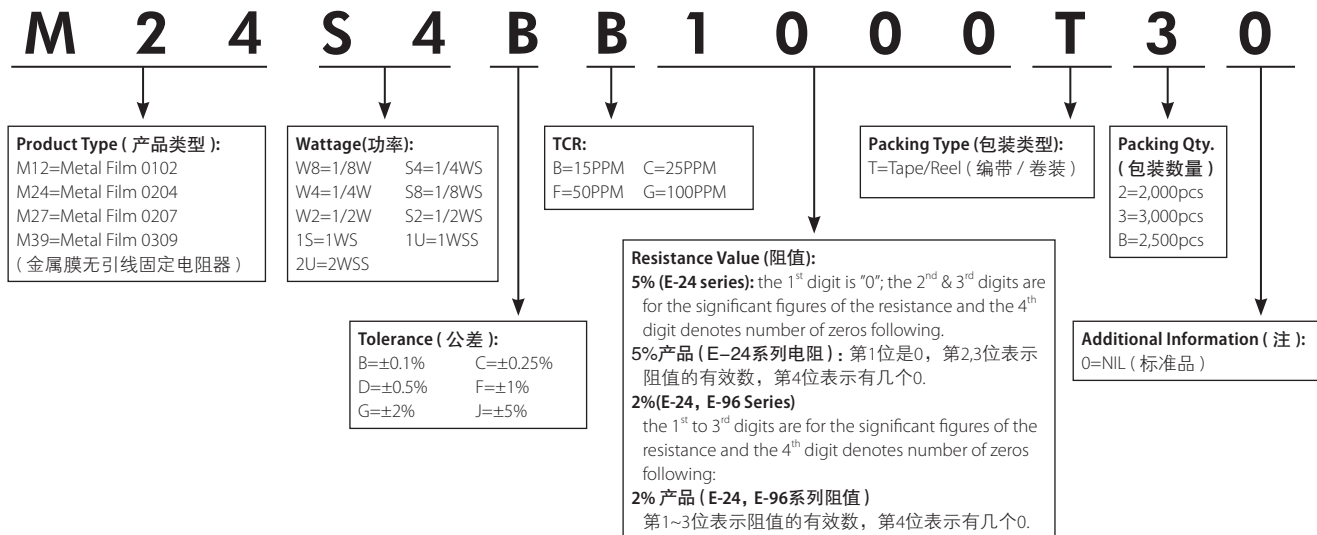 M 2 4 S 4 B B 1 0 0 0 T 3 0
Product Type ( 产品类型 ):
M12=Metal Film 0102
M24=Metal Film 0204
M27=Metal Film 0207
M39=Metal Film 0309
( 金属膜无引线固定电阻器 )
Wattage(功率):
W8=1/8W S4=1/4WS
W4=1/4W S8=1/8WS
W2=1/2W S2=1/2WS
1S=1WS 1U=1WSS
2U=2WSS
Tolerance ( 公差 ):
B=±0.1% C=±0.25%
D=±0.5% F=±1%
G=±2% J=±5%
TCR:
B=15PPM C=25PPM
F=50PPM G=100PPM
Resistance Value (阻值):
5% (E-24 series): the 1st digit is "0"; the 2nd & 3rd digits are
for the significant figures of the resistance and the 4th
digit denotes number of zeros following.
5%产品 ( E-24系列电阻 ) : 第1位是0，第2,3位表示
阻值的有效数，第4位表示有几个0.
2%(E-24, E-96 Series)
the 1st to 3rd digits are for the significant figures of the
resistance and the 4th digit denotes number of zeros
following:
2% 产品 ( E-24, E-96系列阻值 )
第1~3位表示阻值的有效数，第4位表示有几个0.
Packing Type (包装类型):
T=Tape/Reel ( 编带 / 卷装 )
Packing Qty.
( 包装数量 )
2=2,000pcs
3=3,000pcs
B=2,500pcs
Additional Information ( 注 ):
0=NIL ( 标准品 )